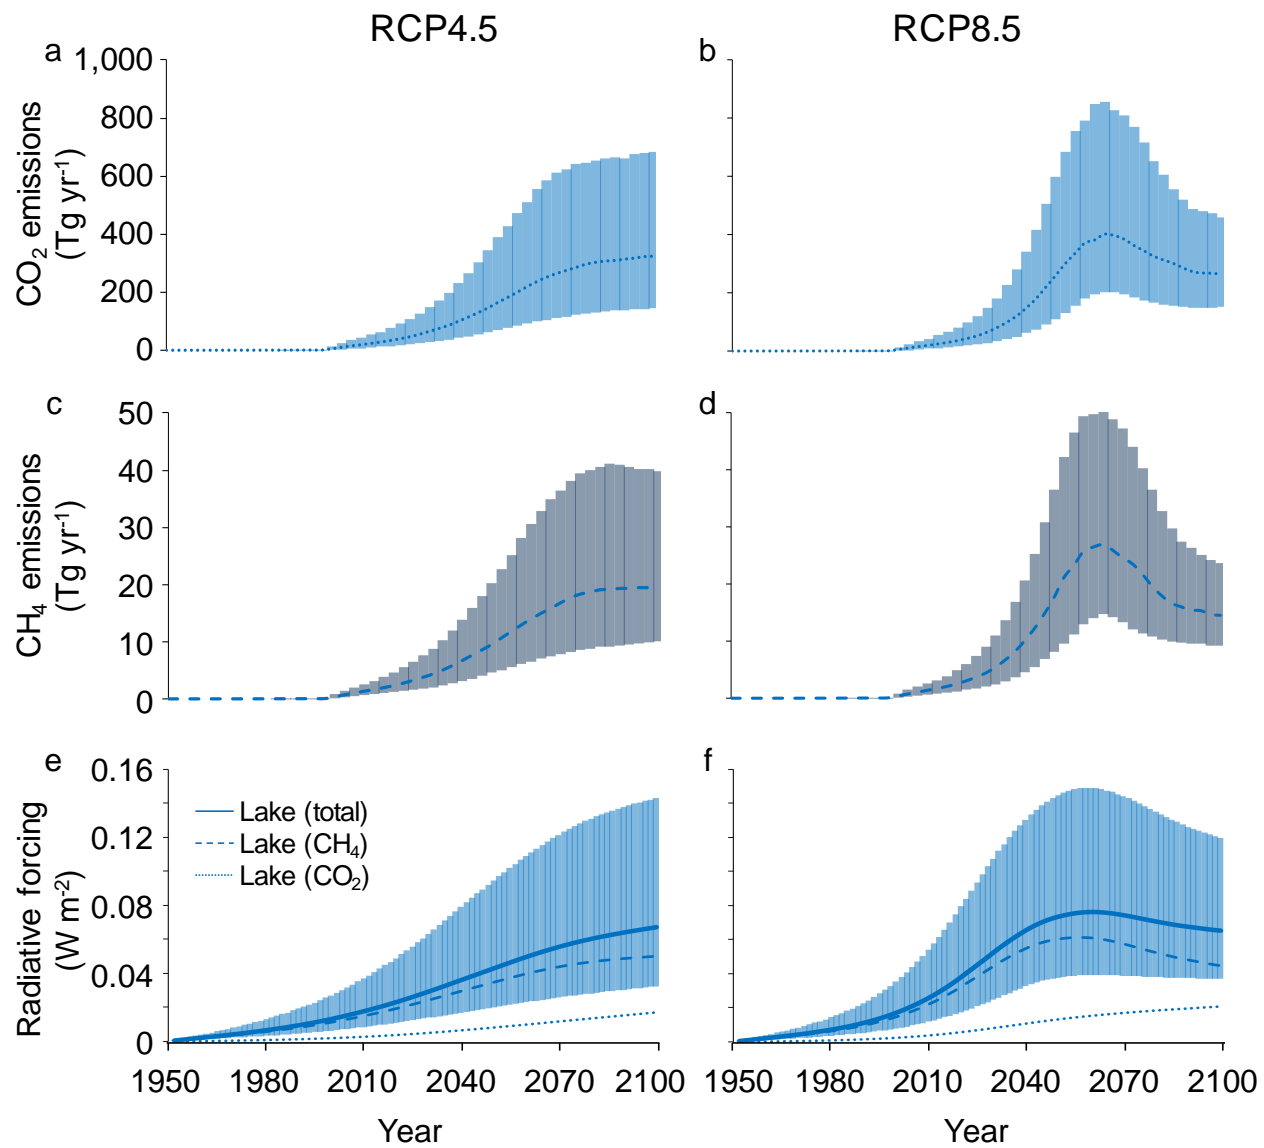 RCP4.5
RCP8.5
a
b
1,000
800
600
400
200
0
CO₂ emissions
(Tg yr⁻¹)
c
d
50
40
30
20
10
0
CH₄ emissions
(Tg yr⁻¹)
e
f
0.16
0.12
0.08
0.04
0
Radiative forcing
(W m⁻²)
Lake (total)
Lake (CH₄)
Lake (CO₂)
1950 1980 2010 2040 2070 2100
1950 1980 2010 2040 2070 2100
Year
Year